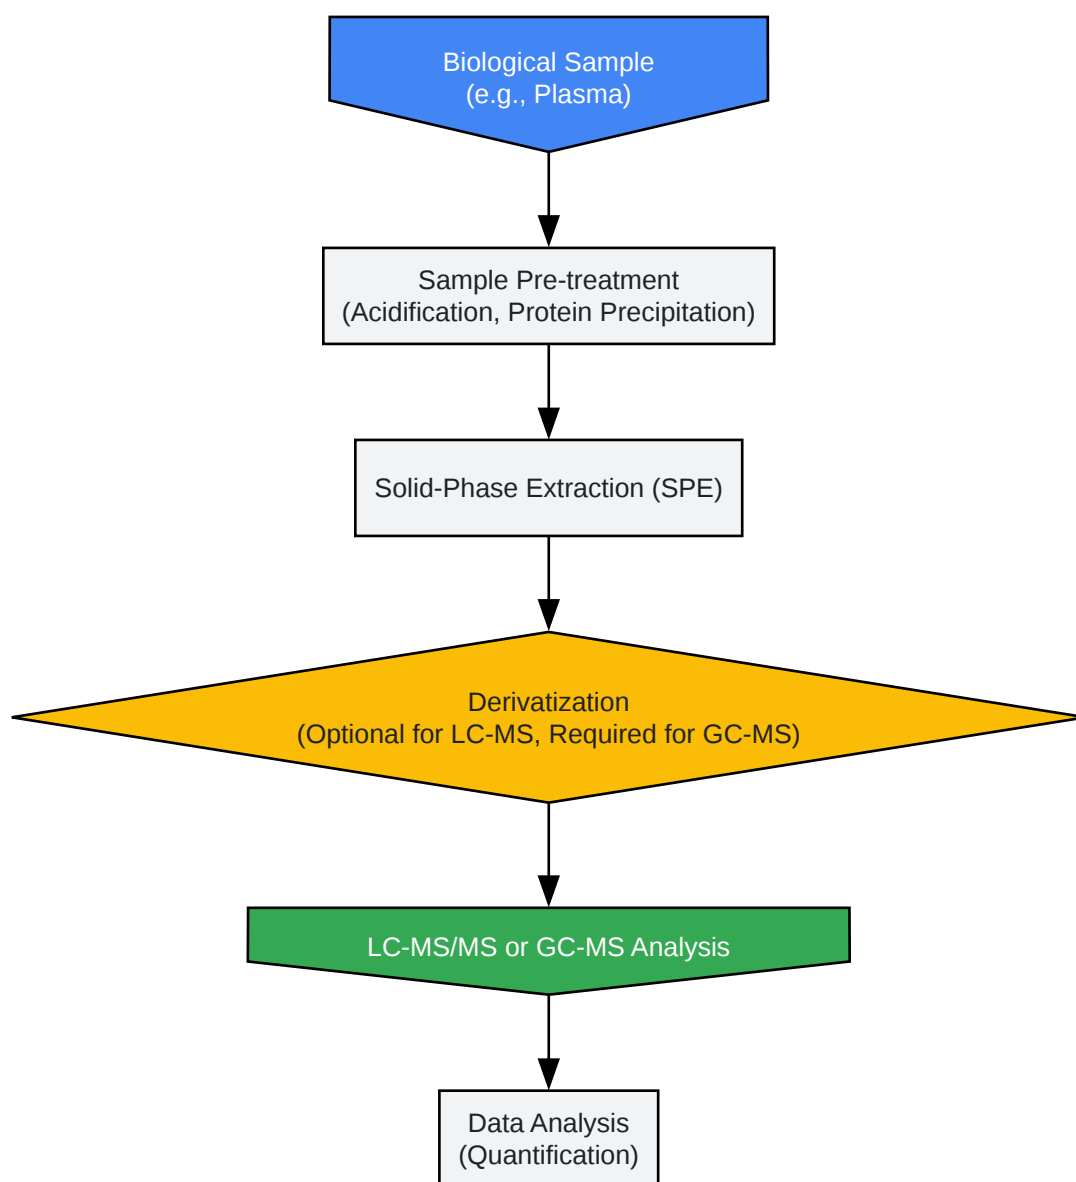 Biological Sample
(e.g., Plasma)
Sample Pre-treatment
(Acidification, Protein Precipitation)
Solid-Phase Extraction (SPE)
Derivatization
(Optional for LC-MS, Required for GC-MS)
LC-MS/MS or GC-MS Analysis
Data Analysis
(Quantification)